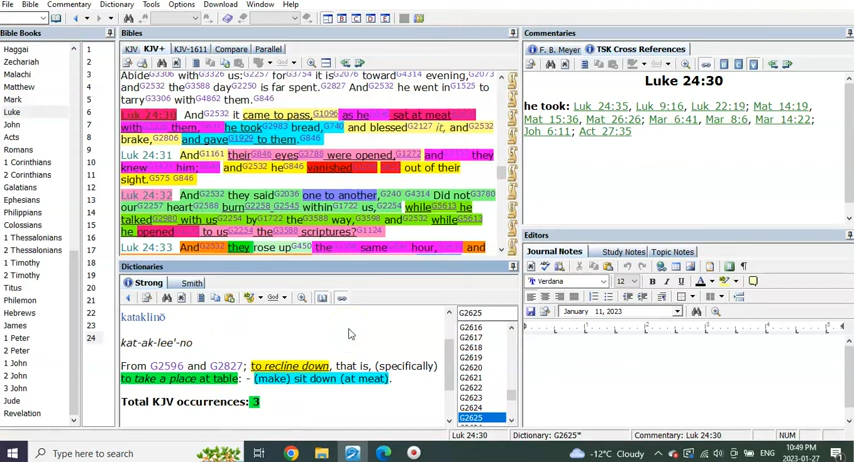 File Bible Commentary Dictionary Tools Options Download Window Help
B C D E
Bible Books
Haggai 1
Zechariah 2
Malachi 3
Matthew 4
Mark 5
Luke 6
John 7
Acts 8
Romans 9
1 Corinthians 10
2 Corinthians 11
Galatians 12
Ephesians 13
Philippians 14
Colossians 15
1 Thessalonians 16
2 Thessalonians 17
1 Timothy 18
2 Timothy 19
Titus 20
Philemon 21
Hebrews 22
James 23
1 Peter 24
2 Peter
1 John
2 John
3 John
Jude
Revelation
Bibles
KJV KJV+ KJV-1611 Compare Parallel
Abide G3306 with G3326 us: G2257 for G3754 it is G2076 toward G4314 evening, G2073
and G2532 the day G2250 is far spent. G2827 And G2532 he went in G1525 to
tarry G3306 with G4862 them. G846
Luk 24:30 And G2532 it came to pass, G1096 as he sat at meat
with them, he took G2983 bread, G740 and blessed G2127 it, and G2532
brake, G2806 and gave G1929 to them. G846
Luk 24:31 And G1161 their G846 eyes G3788 were opened, G1272 and they
knew him; and G2532 he G846 vanished out of their
sight. G575 G846
Luk 24:32 And G2532 they said G2036 one to another, G240 G4314 Did not G3780
our G2257 heart G2588 burn G2258 G2545 within G1722 us, G2254 while G5613 he
talked G2980 with us G2254 by G1722 the G3588 way, G3598 and G2532 while G5613
he opened to us G2254 the G3588 scriptures? G1124
Luk 24:33 And G2532 they rose up G450 the same hour, and
Dictionaries
Strong Smith
God
G2625
kataklinō
kat-ak-lee'-no
From G2596 and G2827; to recline down, that is, (specifically)
to take a place at table: - (make) sit down (at meat).
Total KJV occurrences: 3
G2616
G2617
G2618
G2619
G2620
G2621
G2622
G2623
G2624
G2625
Commentaries
F. B. Meyer TSK Cross References
Luke 24:30
he took: Luk 24:35, Luk 9:16, Luk 22:19; Mat 14:19,
Mat 15:36, Mat 26:26; Mar 6:41, Mar 8:6, Mar 14:22;
Joh 6:11; Act 27:35
Editors
Journal Notes Study Notes Topic Notes
Verdana 12 B I U A
January 11, 2023
Luk 24:30 Dictionary: G2625* Commentary: Luk 24:30 NUM
Type here to search
-12°C Cloudy ENG 10:49 PM
2023-01-27